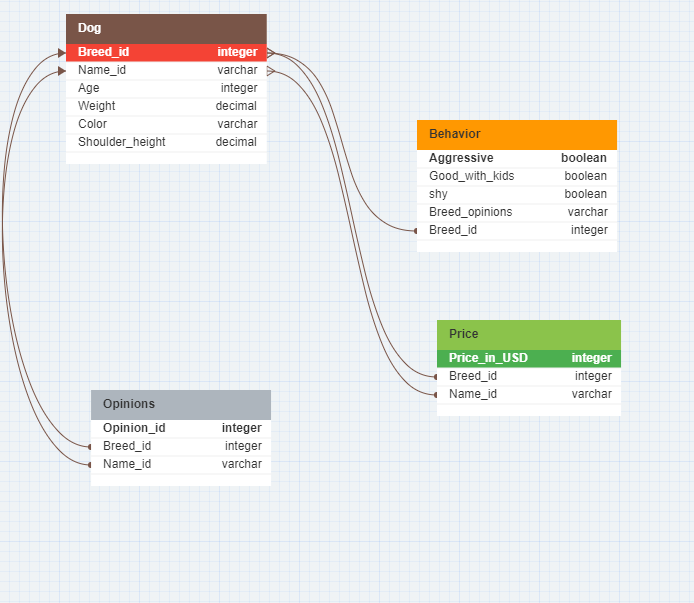 Dog
Breed_id integer
Name_id varchar
Age integer
Weight decimal
Color varchar
Shoulder_height decimal
Behavior
Aggressive boolean
Good_with_kids boolean
shy boolean
Breed_opinions varchar
Breed_id integer
Price
Price_in_USD integer
Breed_id integer
Name_id varchar
Opinions
Opinion_id integer
Breed_id integer
Name_id varchar